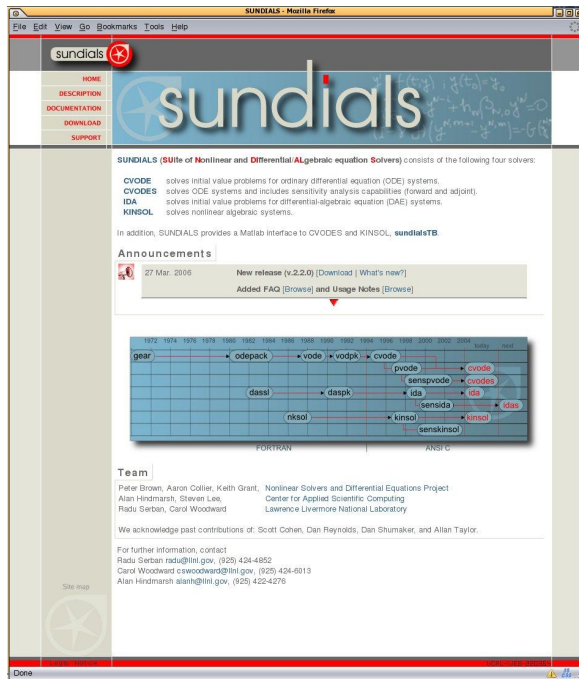 SUNDIALS - Mozilla Firefox
File Edit View Go Bookmarks Tools Help
sundials
HOME
DESCRIPTION
DOCUMENTATION
DOWNLOAD
SUPPORT
sundials
SUNDIALS (SUite of Nonlinear and DIfferential/ALgebraic equation Solvers) consists of the following four solvers:
CVODE solves initial value problems for ordinary differential equation (ODE) systems.
CVODES solves ODE systems and includes sensitivity analysis capabilities (forward and adjoint).
IDA solves initial value problems for differential-algebraic equation (DAE) systems.
KINSOL solves nonlinear algebraic systems.
In addition, SUNDIALS provides a Matlab interface to CVODES and KINSOL, sundialsTB.
Announcements
27 Mar. 2006 New release (v.2.2.0) [Download | What's new?]
Added FAQ [Browse] and Usage Notes [Browse]
1972 1974 1976 1978 1980 1982 1984 1986 1988 1990 1992 1994 1996 1998 2000 2002 2004 today next
gear odepack vode vodpk cvode
pvode cvode
senspvode cvodes
dassl daspk ida ida
sensida idas
nksol kinsol kinsol
senskinsol
FORTRAN ANSI C
Team
Peter Brown, Aaron Collier, Keith Grant, Nonlinear Solvers and Differential Equations Project
Alan Hindmarsh, Steven Lee, Center for Applied Scientific Computing
Radu Serban, Carol Woodward Lawrence Livermore National Laboratory
We acknowledge past contributions of: Scott Cohen, Dan Reynolds, Dan Shumaker, and Allan Taylor.
For further information, contact
Radu Serban radu@llnl.gov, (925) 424-4852
Carol Woodward cswoodward@llnl.gov, (925) 424-6013
Alan Hindmarsh alanh@llnl.gov, (925) 422-4276
Site map
Done